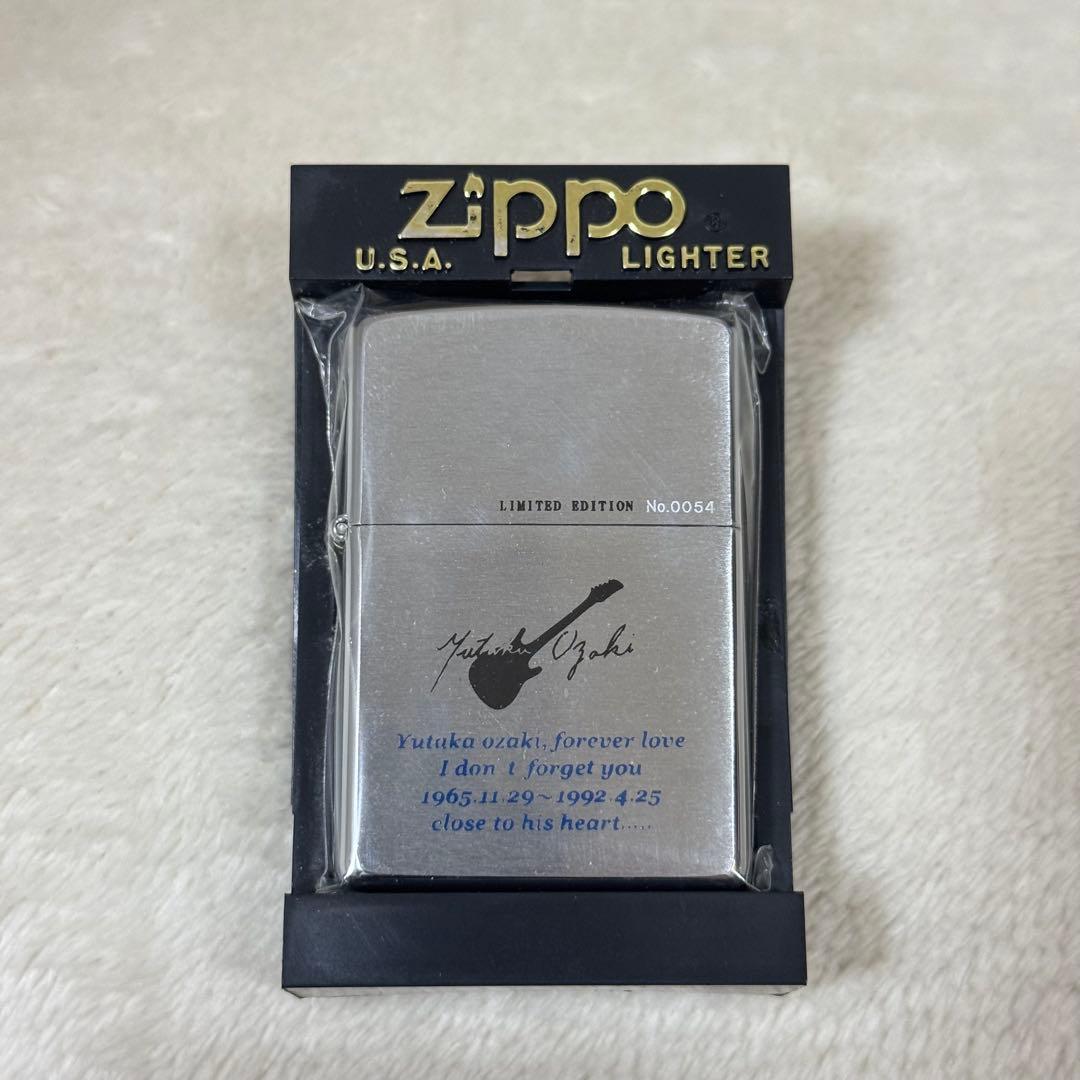 Zippo ®
U.S.A. LIGHTER
LIMITED EDITION No.0054
Yutaka Ozaki
Yutaka ozaki, forever love
I don t forget you
1965.11.29~1992.4.25
close to his heart.....